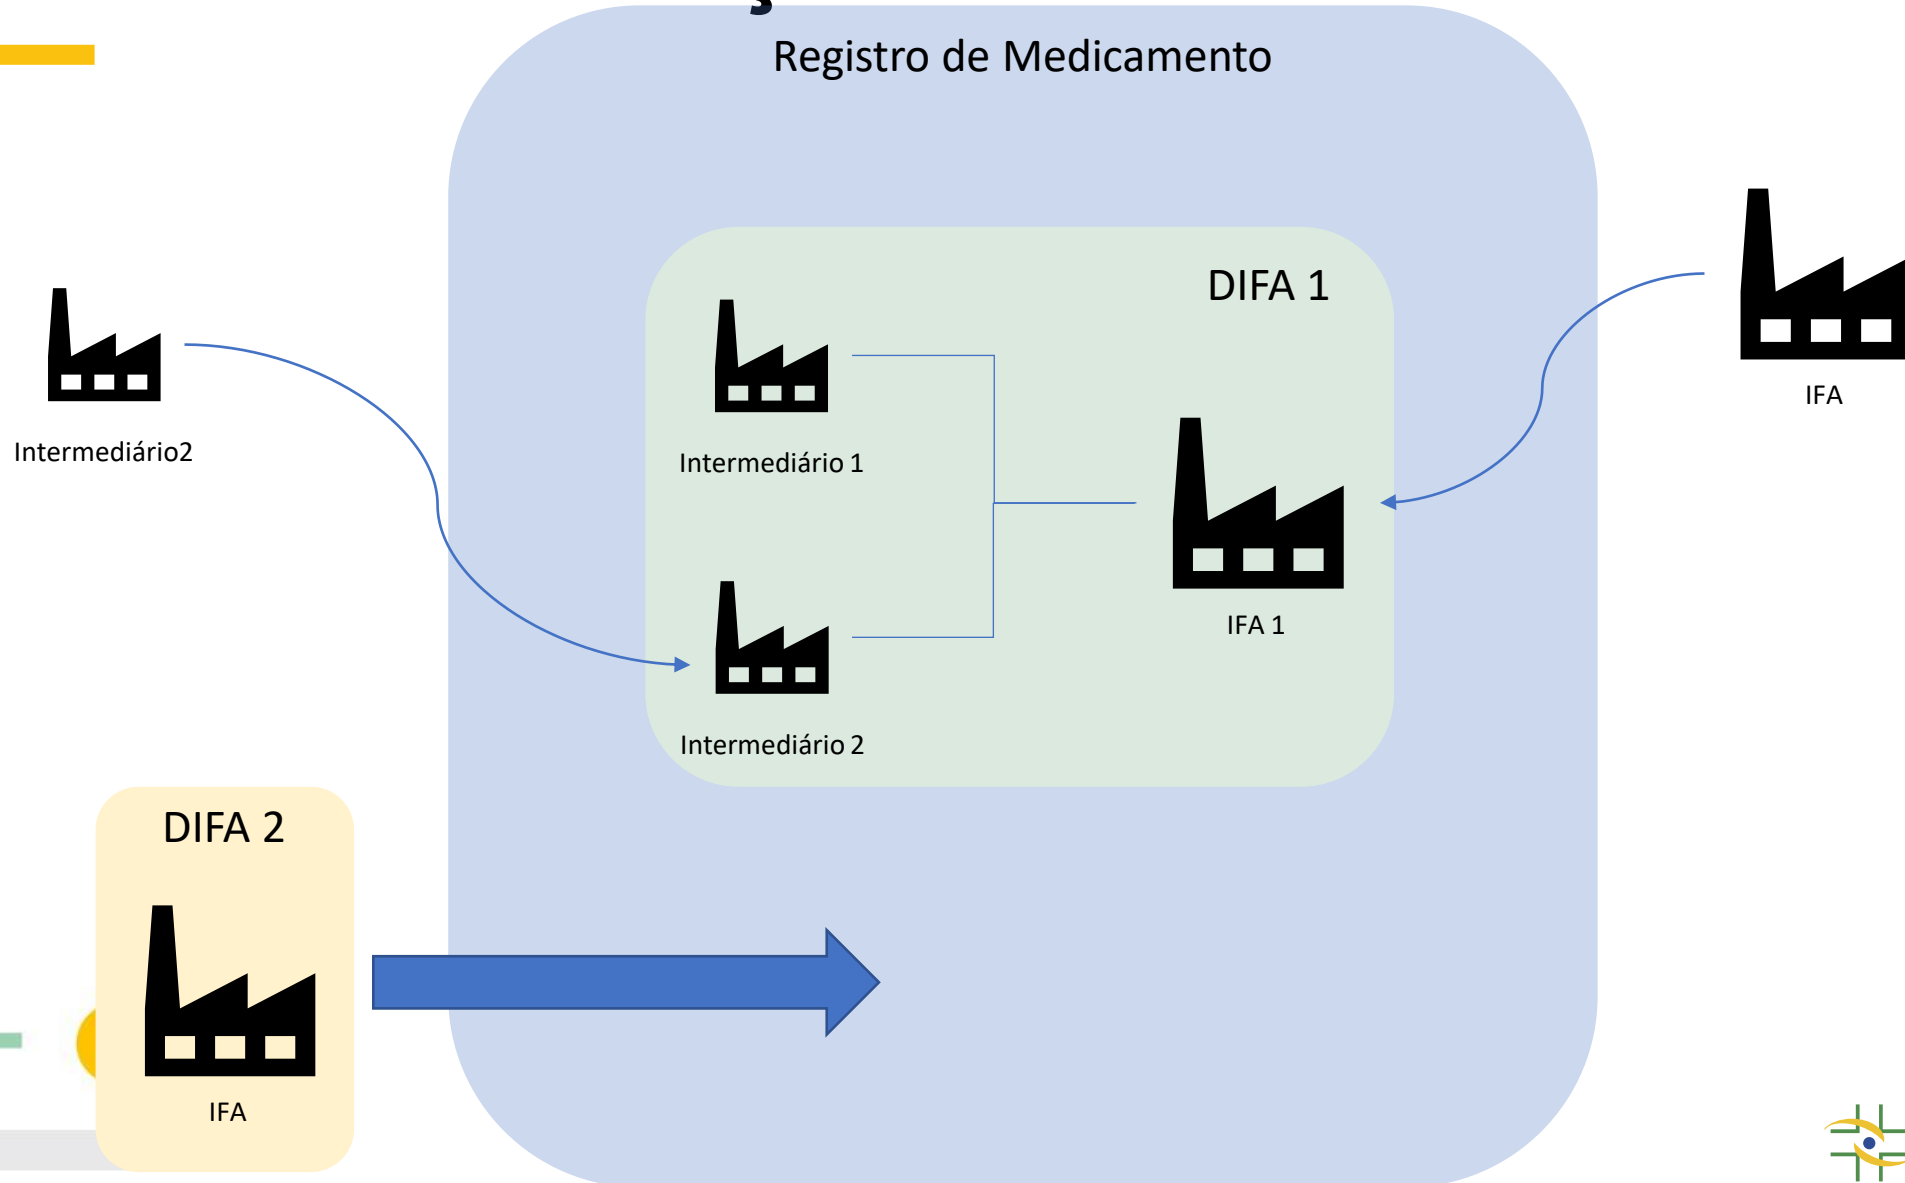 Registro de Medicamento
DIFA 1
IFA
Intermediário2
Intermediário 1
IFA 1
Intermediário 2
DIFA 2
IFA